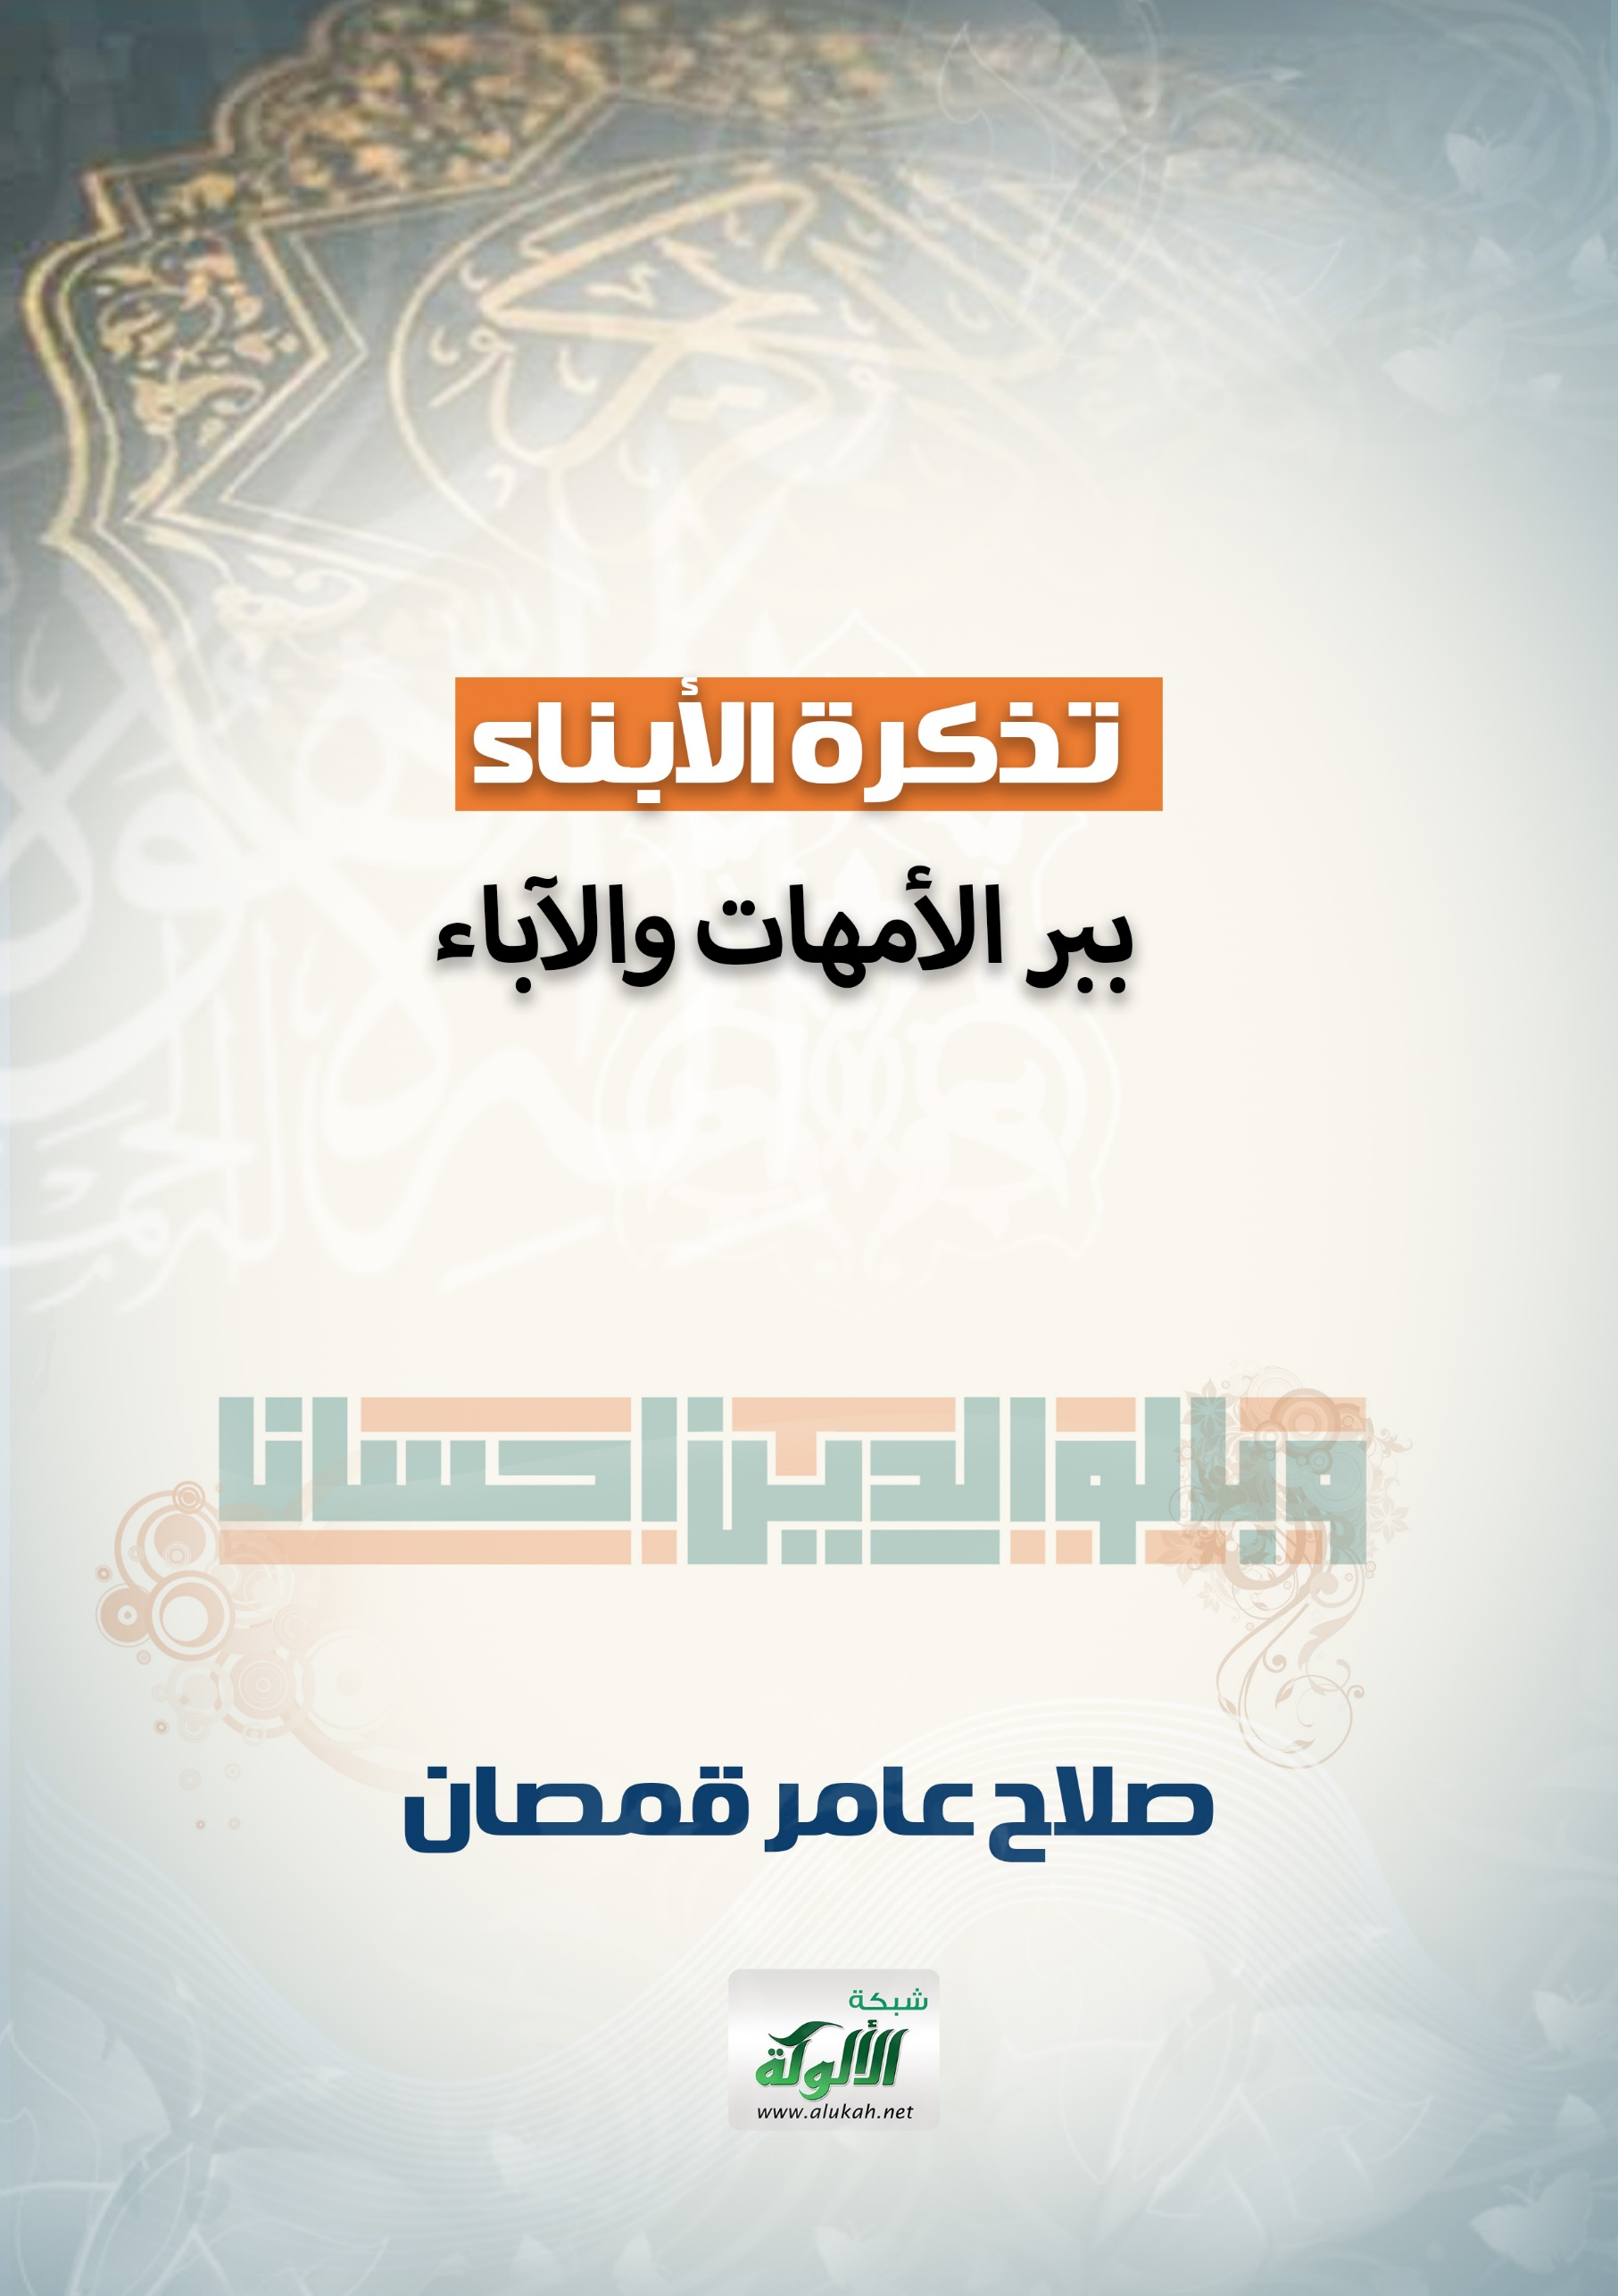 تذكرة الأبناء
ببر الأمهات والآباء
وبالوالدين إحسانا
صلاح عامر قمصان
شبكة
الألوكة
www.alukah.net